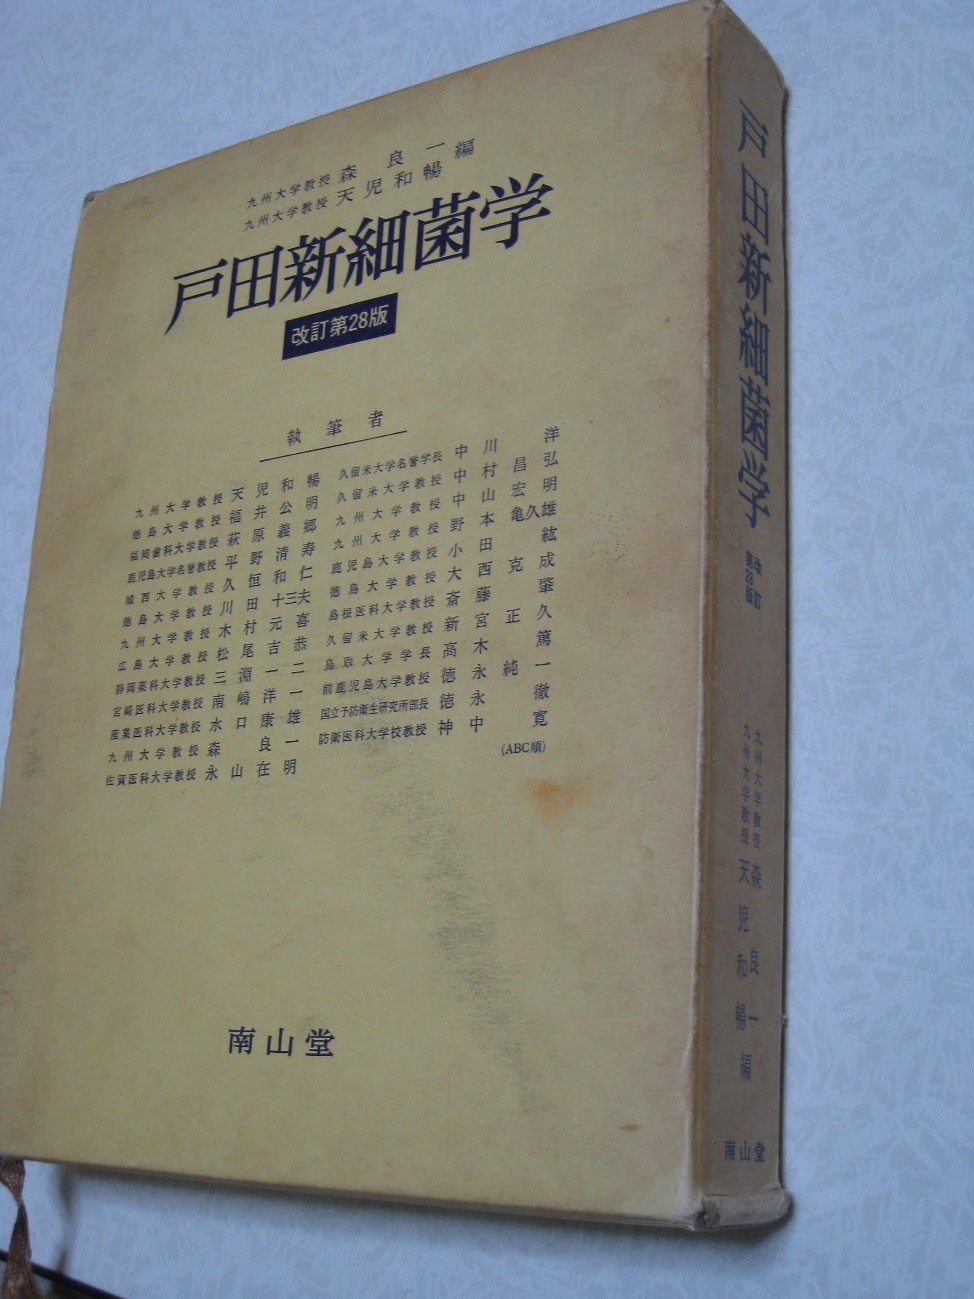 九州大学教授 森 良 一 編
九州大学教授 天児和暢
戸田新細菌学
改訂第28版
執筆者
九州大学教授 天児和暢
徳島大学教授 福井公明
福岡歯科大学教授 萩原義郷
鹿児島大学名誉教授 平野清寿
城西大学教授 久恒和仁
徳島大学教授 川田十三夫
九州大学教授 木村元喜
広島大学教授 松尾吉恭
静岡薬科大学教授 三淵一二
宮崎医科大学教授 南嶋洋一
産業医科大学教授 水口康雄
九州大学教授 森良一
佐賀医科大学教授 永山在明
久留米大学名誉学長 中川洋
久留米大学教授 中村昌弘
九州大学教授 中山宏明
九州大学教授 野本亀久雄
鹿児島大学教授 小田紘
徳島大学教授 大西克成
島根医科大学教授 斎藤肇
久留米大学教授 新宮正久
鳥取大学学長 高木篤
前鹿児島大学教授 徳永純一
国立予防衛生研究所部長 徳永徹
防衛医科大学校教授 神中寛
(ABC順)
南山堂
戸田新細菌学
改訂
第28版
九州大学教授 森良一
九州大学教授 天児和暢 編
南山堂